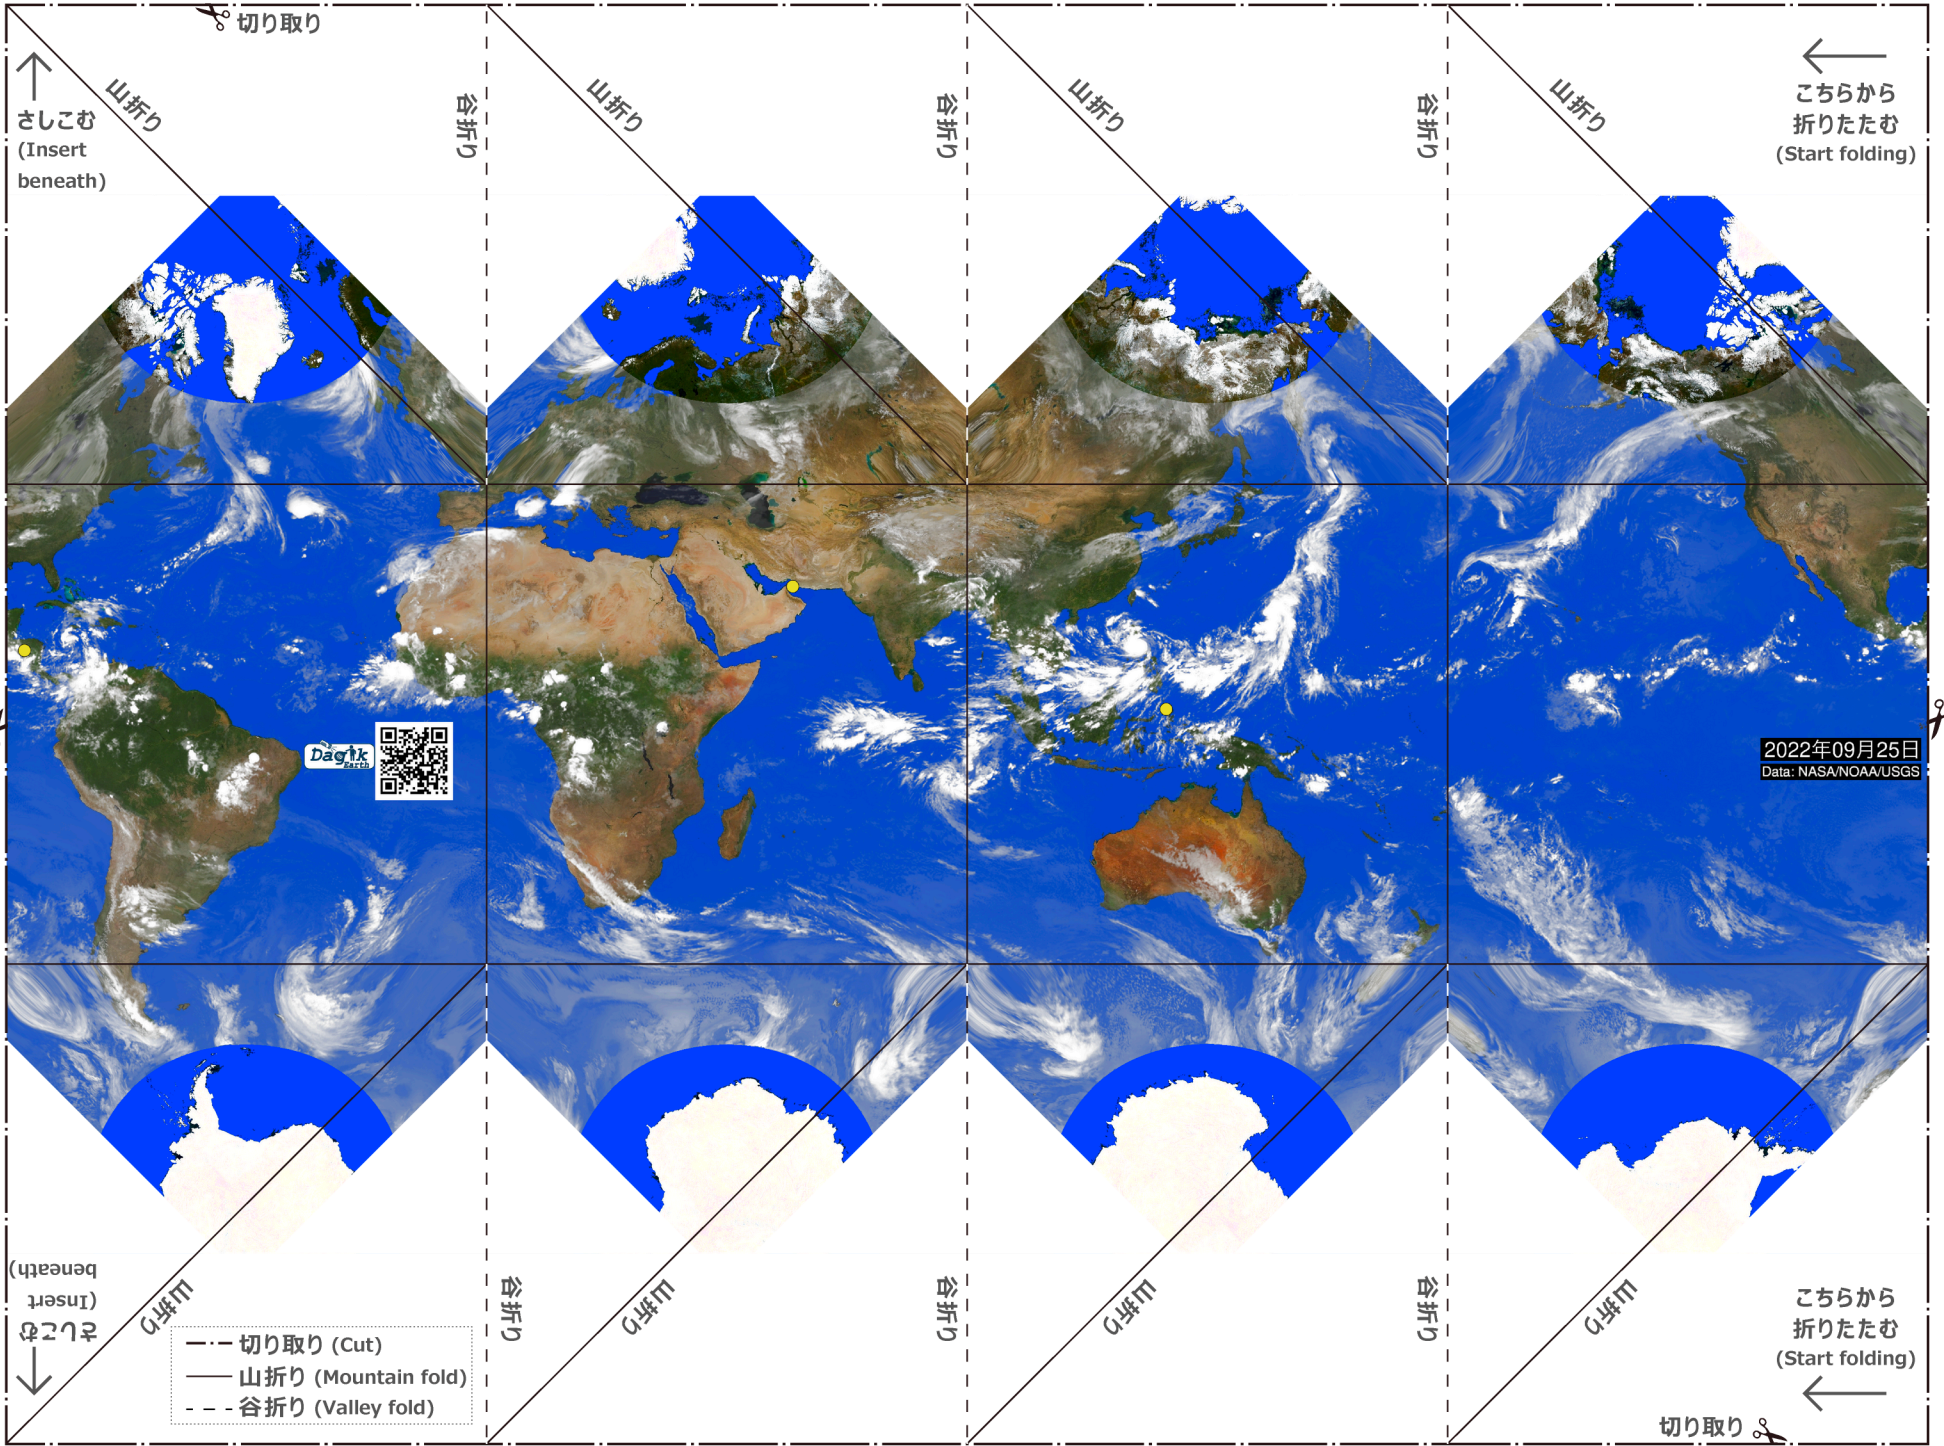 切り取り
山折り
谷折り
山折り
谷折り
山折り
谷折り
山折り
さしこむ
(Insert
beneath)
こちらから
折りたたむ
(Start folding)
Dagik
Earth
2022年09月25日
Data: NASA/NOAA/USGS
さしこむ
(Insert
beneath)
山折り
谷折り
山折り
谷折り
山折り
谷折り
山折り
こちらから
折りたたむ
(Start folding)
切り取り (Cut)
山折り (Mountain fold)
谷折り (Valley fold)
切り取り